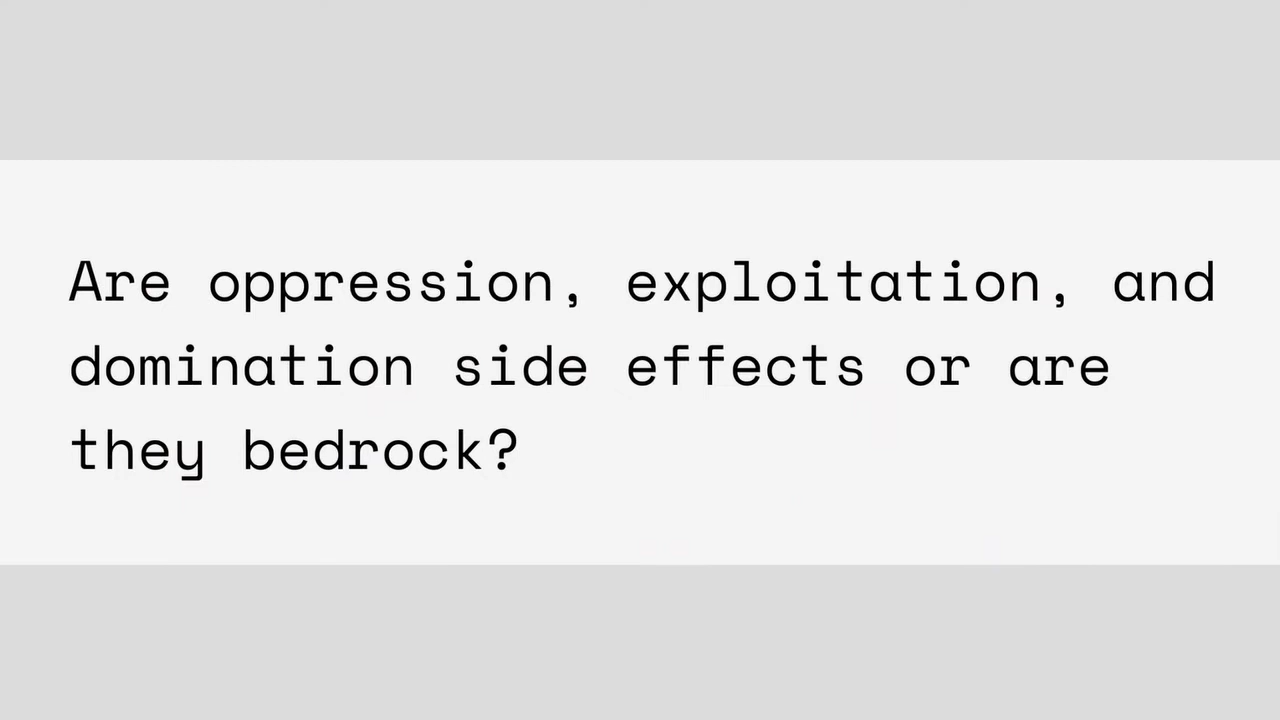 Are oppression, exploitation, and
domination side effects or are
they bedrock?